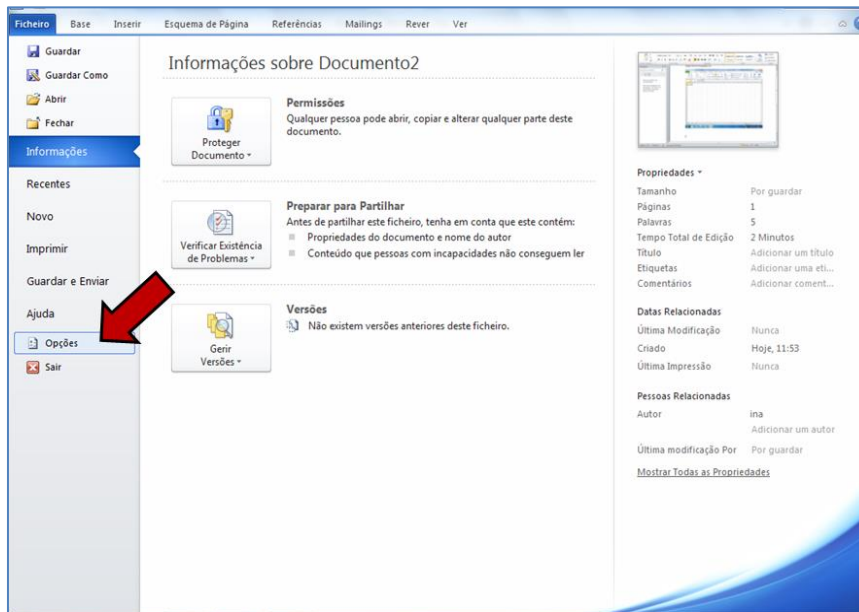 Ficheiro Base Inserir Esquema de Página Referências Mailings Rever Ver
Guardar
Guardar Como
Abrir
Fechar
Informações
Recentes
Novo
Imprimir
Guardar e Enviar
Ajuda
Opções
Sair
Informações sobre Documento2
Proteger
Documento
Permissões
Qualquer pessoa pode abrir, copiar e alterar qualquer parte deste
documento.
Verificar Existência
de Problemas
Preparar para Partilhar
Antes de partilhar este ficheiro, tenha em conta que este contém:
Propriedades do documento e nome do autor
Conteúdo que pessoas com incapacidades não conseguem ler
Gerir
Versões
Versões
Não existem versões anteriores deste ficheiro.
Propriedades
Tamanho Por guardar
Páginas 1
Palavras 5
Tempo Total de Edição 2 Minutos
Título Adicionar um título
Etiquetas Adicionar uma eti...
Comentários Adicionar coment...
Datas Relacionadas
Última Modificação Nunca
Criado Hoje, 11:53
Última Impressão Nunca
Pessoas Relacionadas
Autor ina
Adicionar um autor
Última modificação Por Por guardar
Mostrar Todas as Propriedades